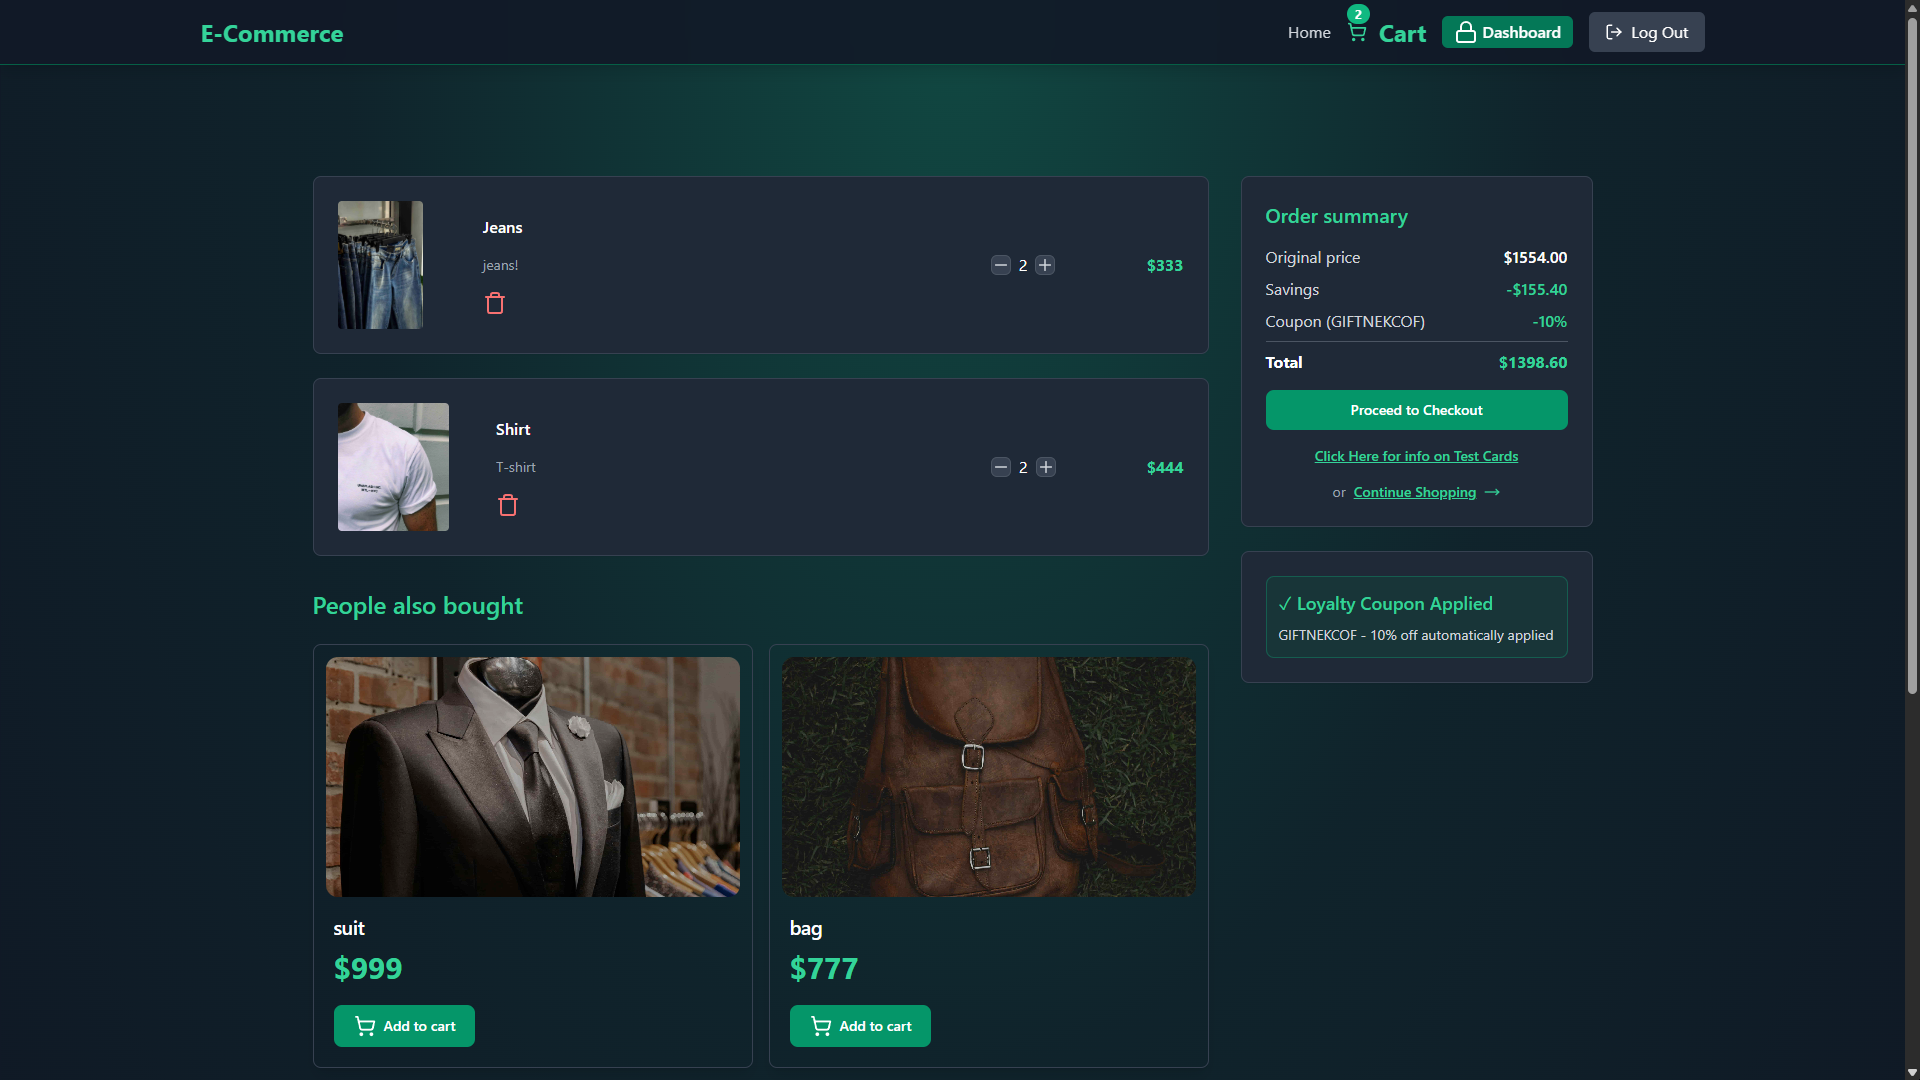 E-Commerce
Home
2
Cart
Dashboard
Log Out
Jeans
jeans!
2
$333
Shirt
T-shirt
2
$444
Order summary
Original price $1554.00
Savings -$155.40
Coupon (GIFTNEKCOF) -10%
Total $1398.60
Proceed to Checkout
Click Here for info on Test Cards
or Continue Shopping →
✓ Loyalty Coupon Applied
GIFTNEKCOF - 10% off automatically applied
People also bought
suit
$999
Add to cart
bag
$777
Add to cart